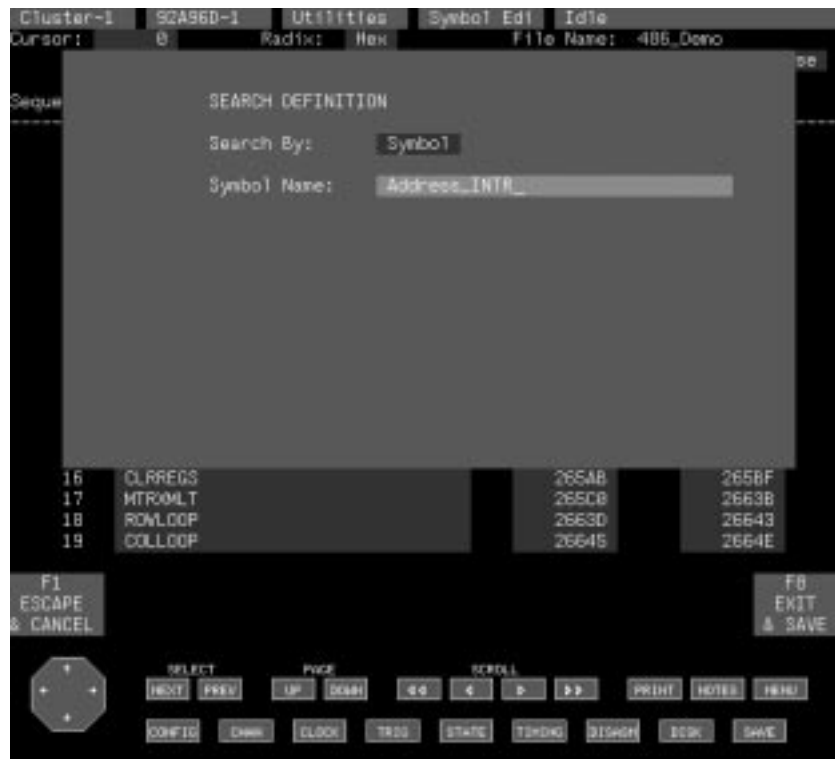 Cluster-1 92A96D-1 Utilities Symbol Edi Idle
Cursor: 0 Radix: Hex File Name: 486_Demo
se
Seque
SEARCH DEFINITION
Search By: Symbol
Symbol Name: Address_INTR_
16 CLRREGS 265AB 265BF
17 MTRXMLT 265C0 2663B
18 ROWLOOP 2663D 26643
19 COLLOOP 26645 2664E
F1 ESCAPE & CANCEL
F8 EXIT & SAVE
SELECT PAGE SCROLL
NEXT PREV UP DOWN PRINT NOTES MENU
CONFIG CHAN CLOCK TRIG STATE TIMING DISASM DISK SAVE